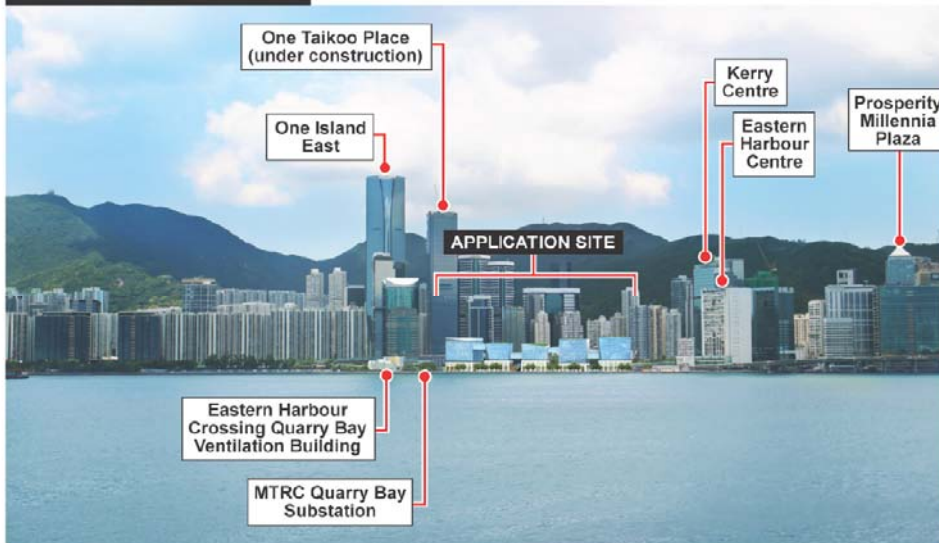 One Taikoo Place
(under construction)
Kerry
Centre
Prosperity
Millennia
Plaza
One Island
East
Eastern
Harbour
Centre
APPLICATION SITE
Eastern Harbour
Crossing Quarry Bay
Ventilation Building
MTRC Quarry Bay
Substation